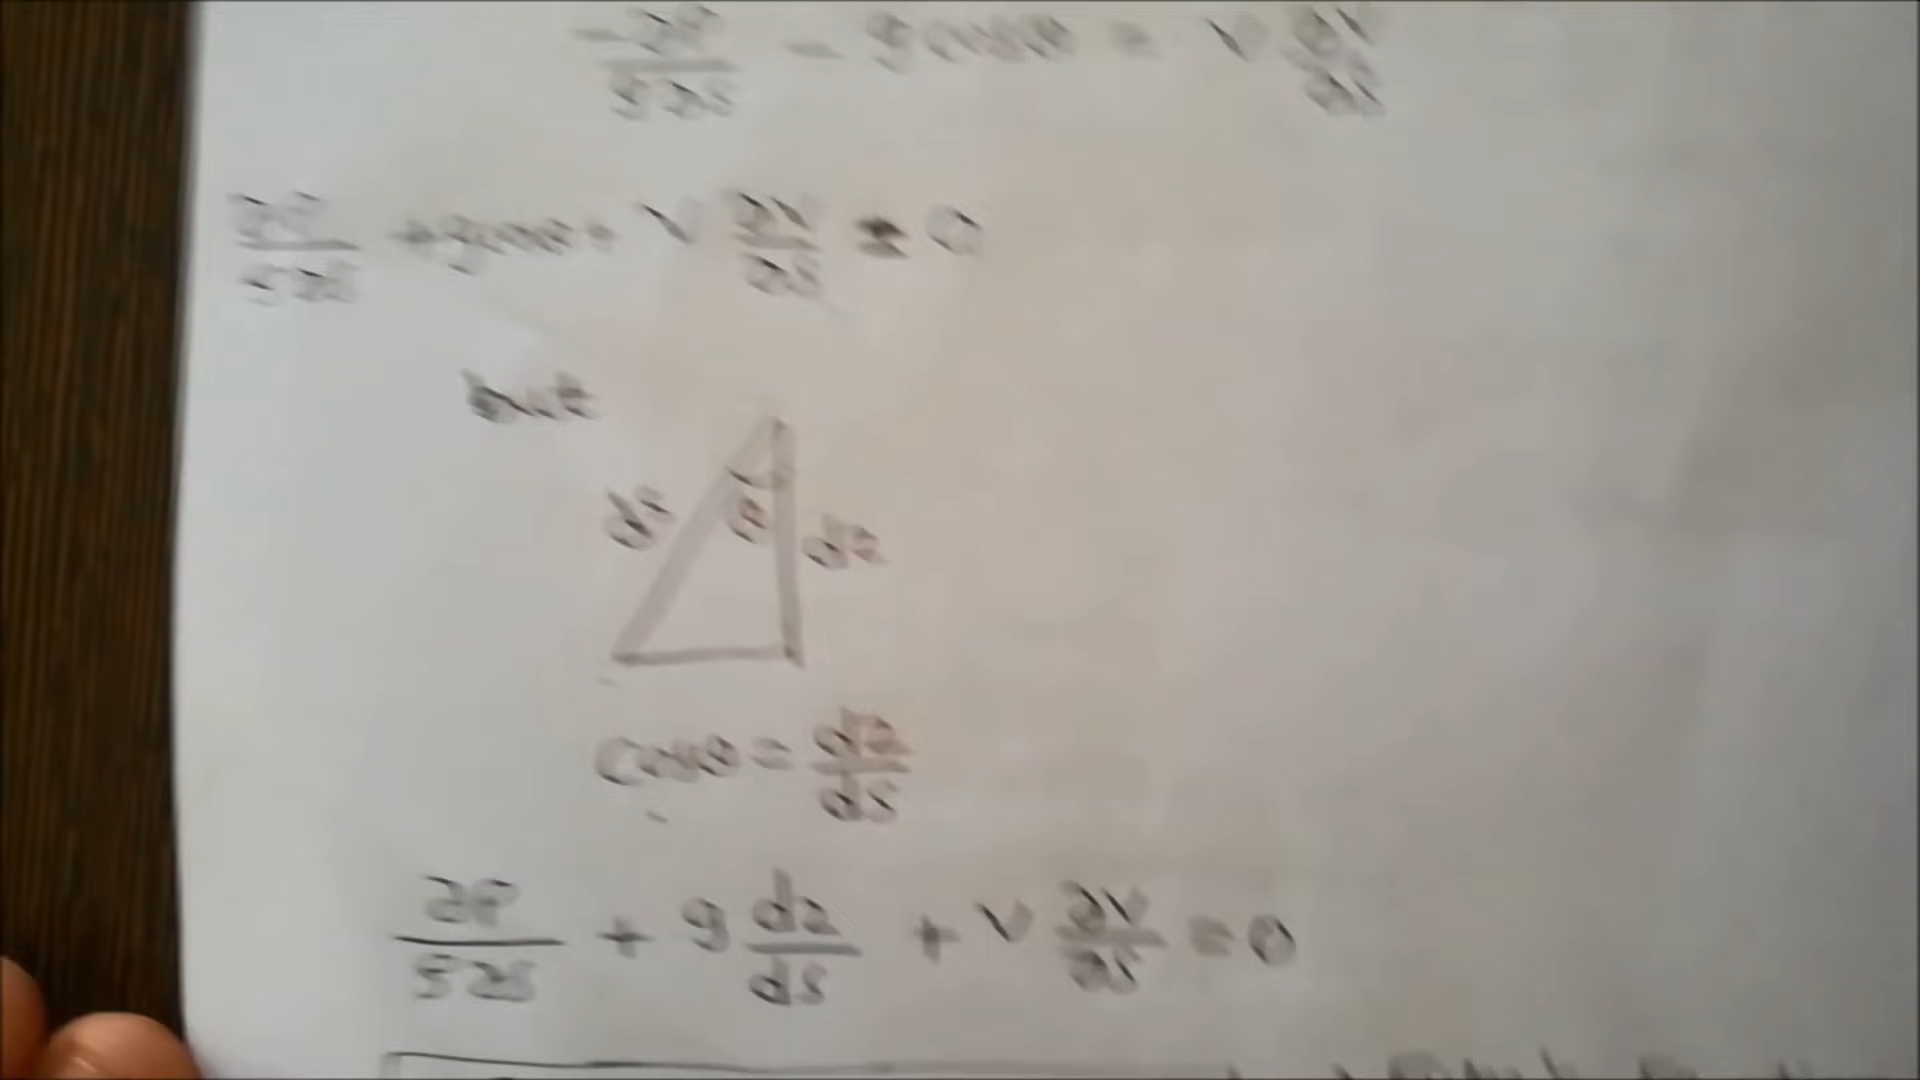 -∂P/ρ∂s - g cosθ = V ∂V/∂s
∂P/ρ∂s + g cosθ + V ∂V/∂s = 0
but
ds θ dz
cosθ = dz/ds
∂P/ρ∂s + g dz/ds + V ∂V/∂s = 0